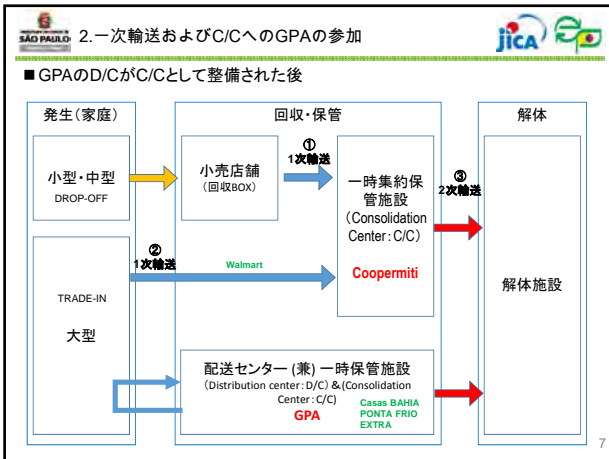 SÃO PAULO
2.一次輸送およびC/CへのGPAの参加
jICA
■GPAのD/CがC/Cとして整備された後
発生(家庭)
回収・保管
解体
小型・中型
DROP-OFF
小売店舗
(回収BOX)
①
1次輸送
一時集約保
管施設
(Consolidation
Center:C/C)
Coopermiti
③
2次輸送
解体施設
②
1次輸送
Walmart
TRADE-IN
大型
配送センター (兼) 一時保管施設
(Distribution center:D/C) &(Consolidation
Center:C/C)
GPA
Casas BAHIA
PONTA FRIO
EXTRA
7